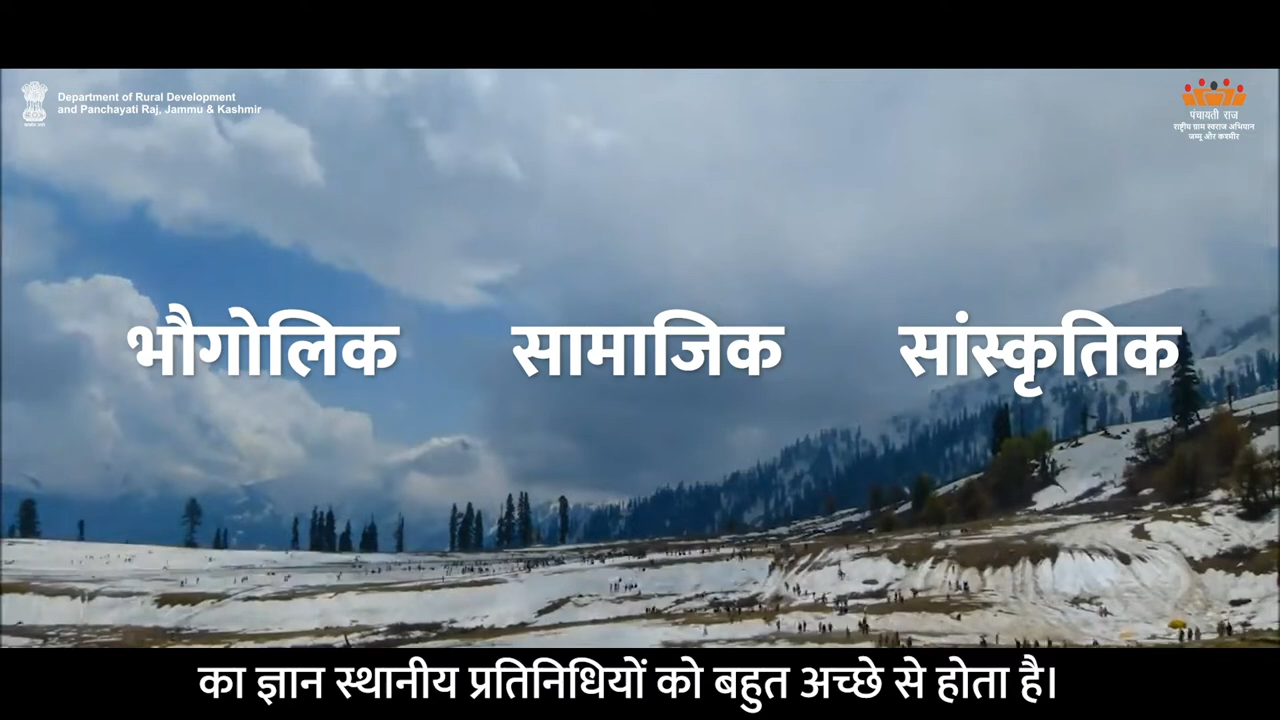 Department of Rural Development
and Panchayati Raj, Jammu & Kashmir
पंचायती राज
राष्ट्रीय ग्राम स्वराज अभियान
जम्मू और कश्मीर
भौगोलिक सामाजिक सांस्कृतिक
का ज्ञान स्थानीय प्रतिनिधियों को बहुत अच्छे से होता है।